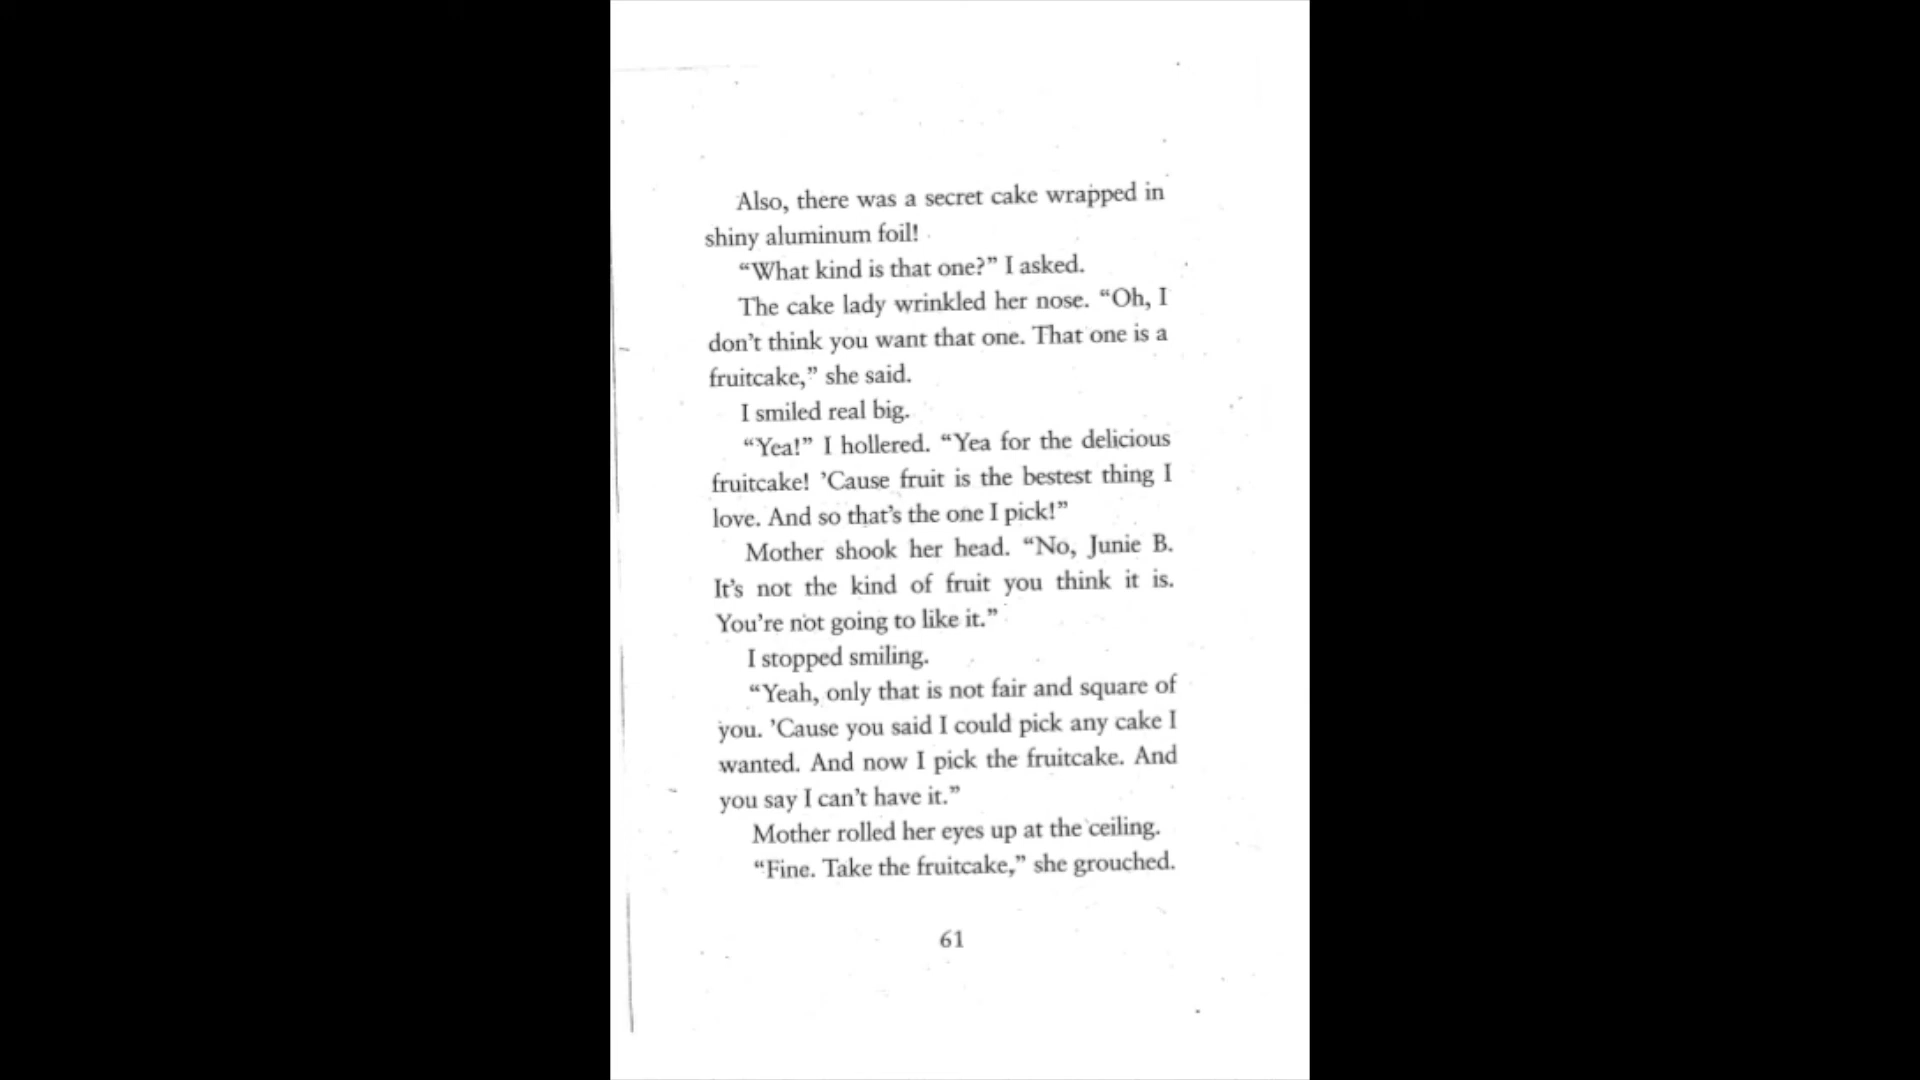 Also, there was a secret cake wrapped in
shiny aluminum foil!
“What kind is that one?” I asked.
The cake lady wrinkled her nose. “Oh, I
don’t think you want that one. That one is a
fruitcake,” she said.
I smiled real big.
“Yea!” I hollered. “Yea for the delicious
fruitcake! ’Cause fruit is the bestest thing I
love. And so that’s the one I pick!”
Mother shook her head. “No, Junie B.
It’s not the kind of fruit you think it is.
You’re not going to like it.”
I stopped smiling.
“Yeah, only that is not fair and square of
you. ’Cause you said I could pick any cake I
wanted. And now I pick the fruitcake. And
you say I can’t have it.”
Mother rolled her eyes up at the ceiling.
“Fine. Take the fruitcake,” she grouched.
61